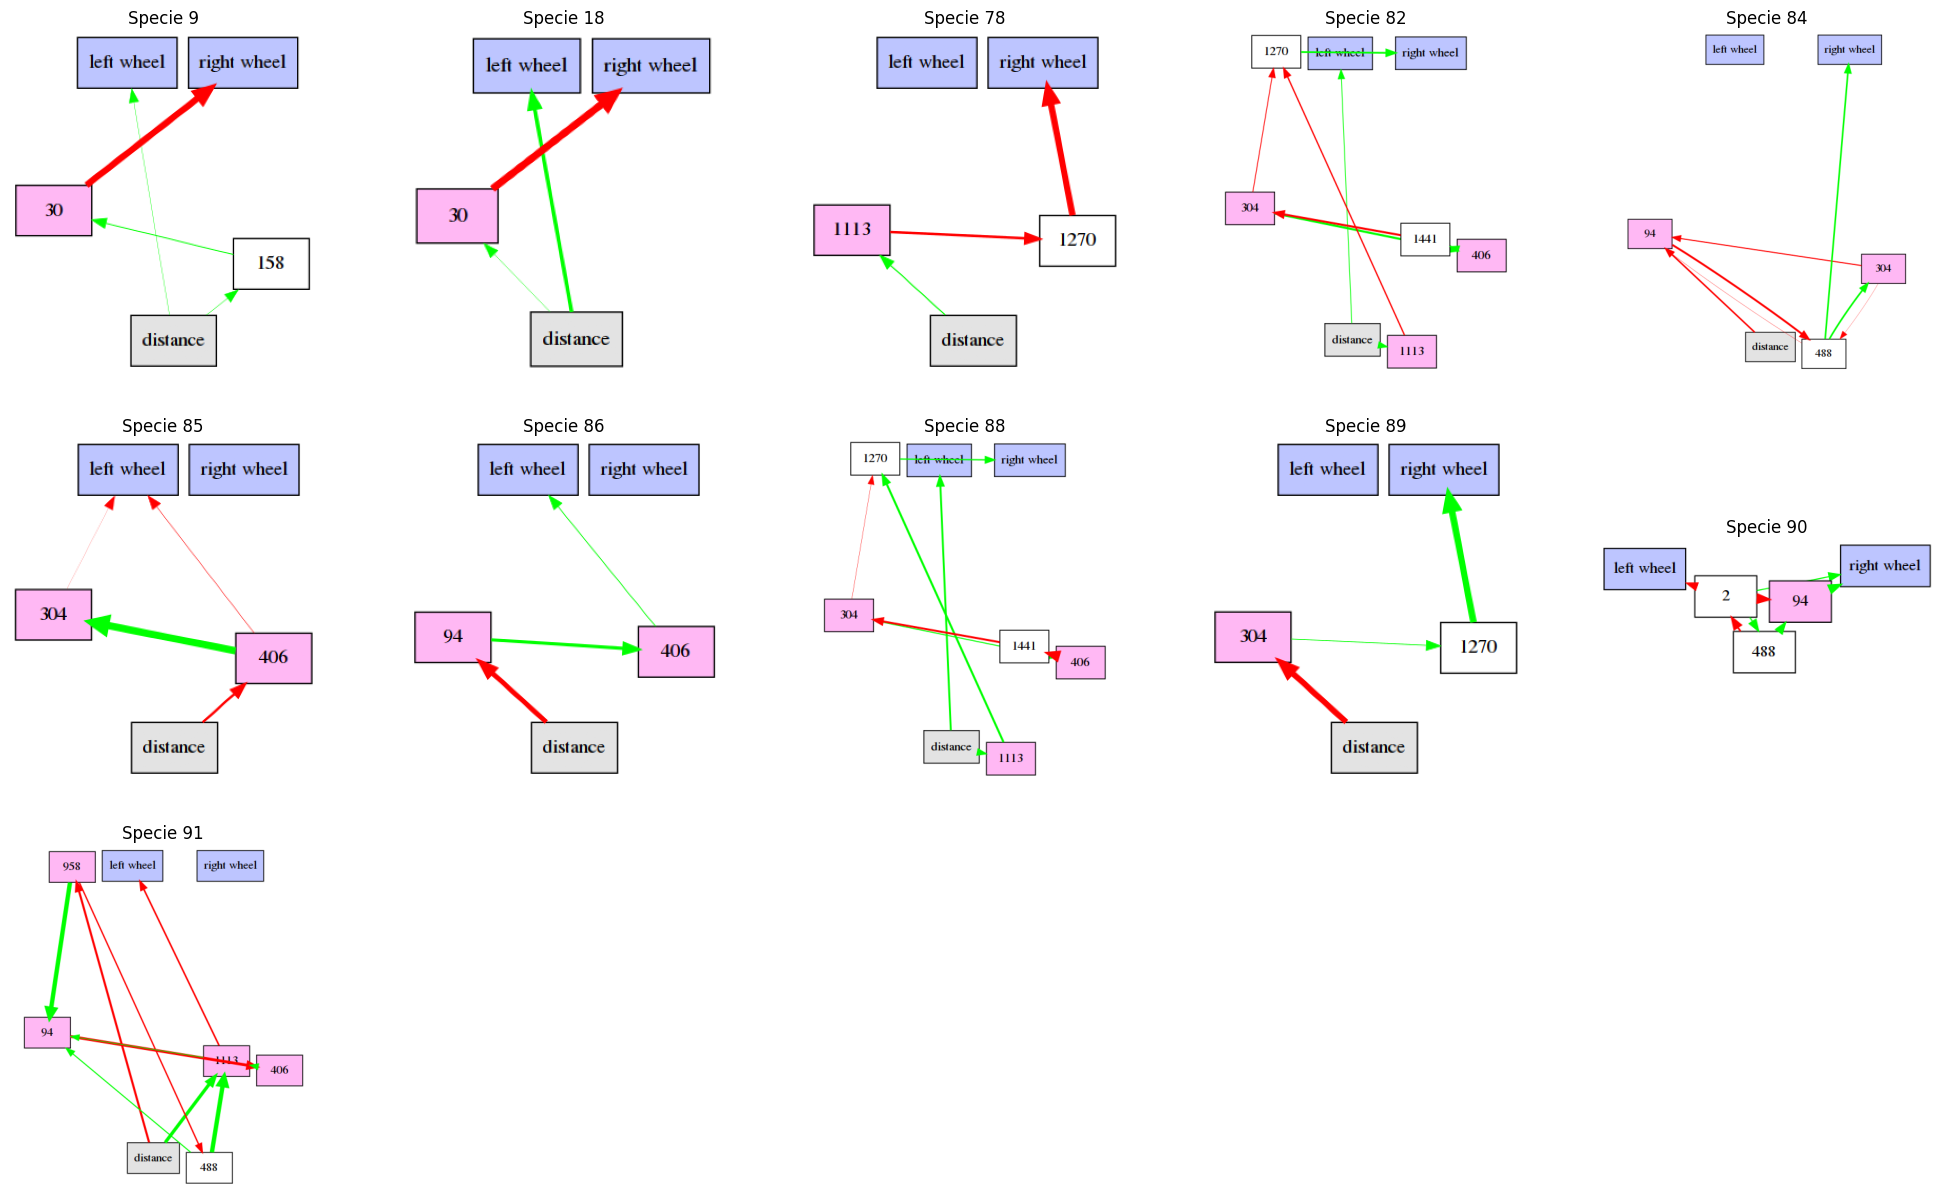 Specie 9
left wheel
right wheel
30
158
distance
Specie 18
left wheel
right wheel
30
distance
Specie 78
left wheel
right wheel
1113
1270
distance
Specie 82
1270
left wheel
right wheel
304
1441
406
distance
1113
Specie 84
left wheel
right wheel
94
304
distance
488
Specie 85
left wheel
right wheel
304
406
distance
Specie 86
left wheel
right wheel
94
406
distance
Specie 88
1270
left wheel
right wheel
304
1441
406
distance
1113
Specie 89
left wheel
right wheel
304
1270
distance
Specie 90
left wheel
right wheel
2
94
488
Specie 91
958
left wheel
right wheel
94
1113
406
distance
488